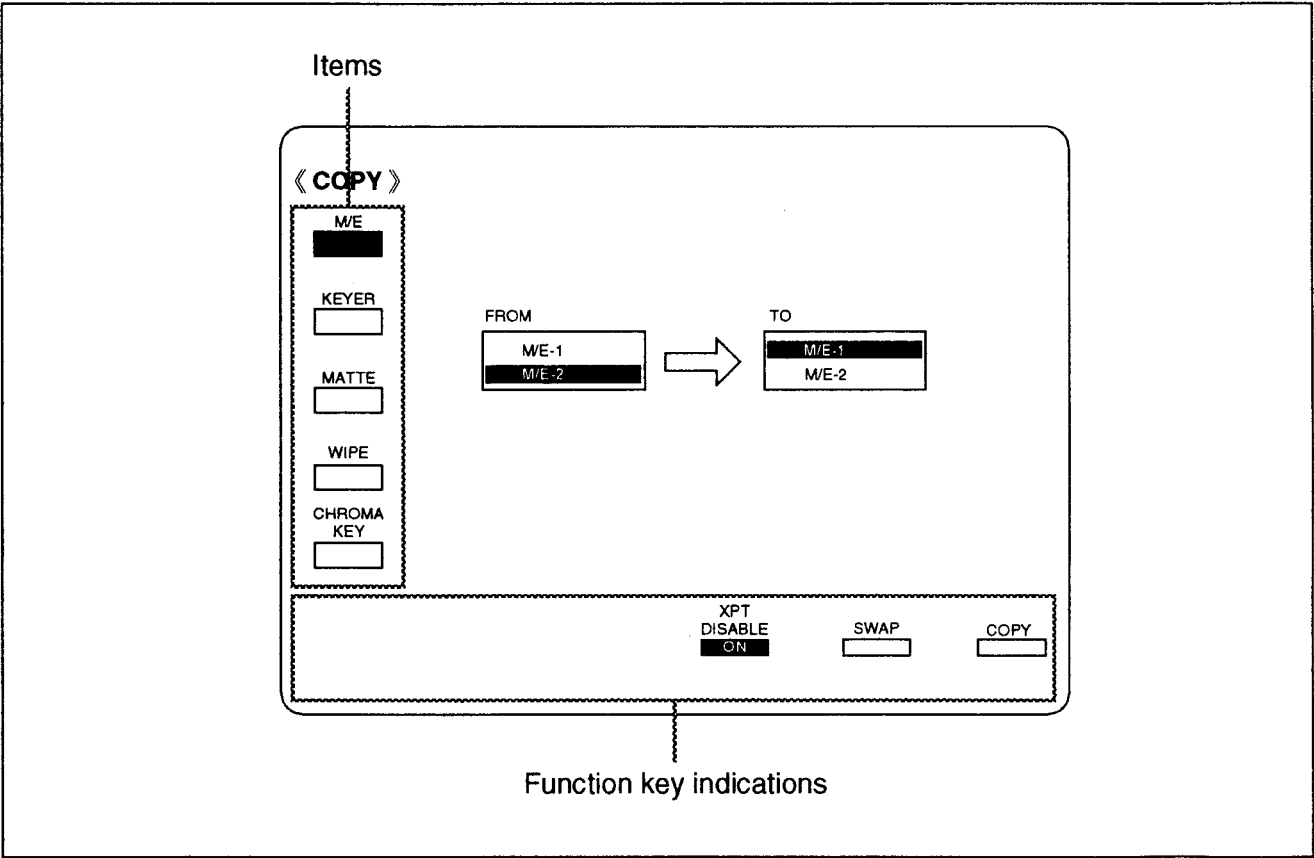 Items
《 COPY 》
M/E
KEYER
MATTE
WIPE
CHROMA
KEY
FROM
M/E-1
M/E-2
TO
M/E-1
M/E-2
XPT
DISABLE
ON
SWAP
COPY
Function key indications